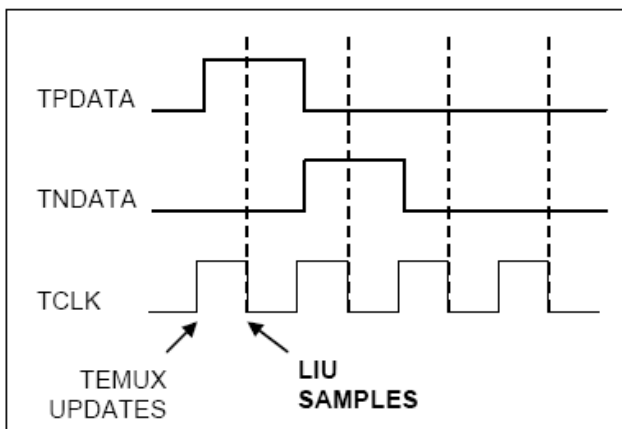 TPDATA
TNDATA
TCLK
TEMUX
UPDATES
LIU
SAMPLES